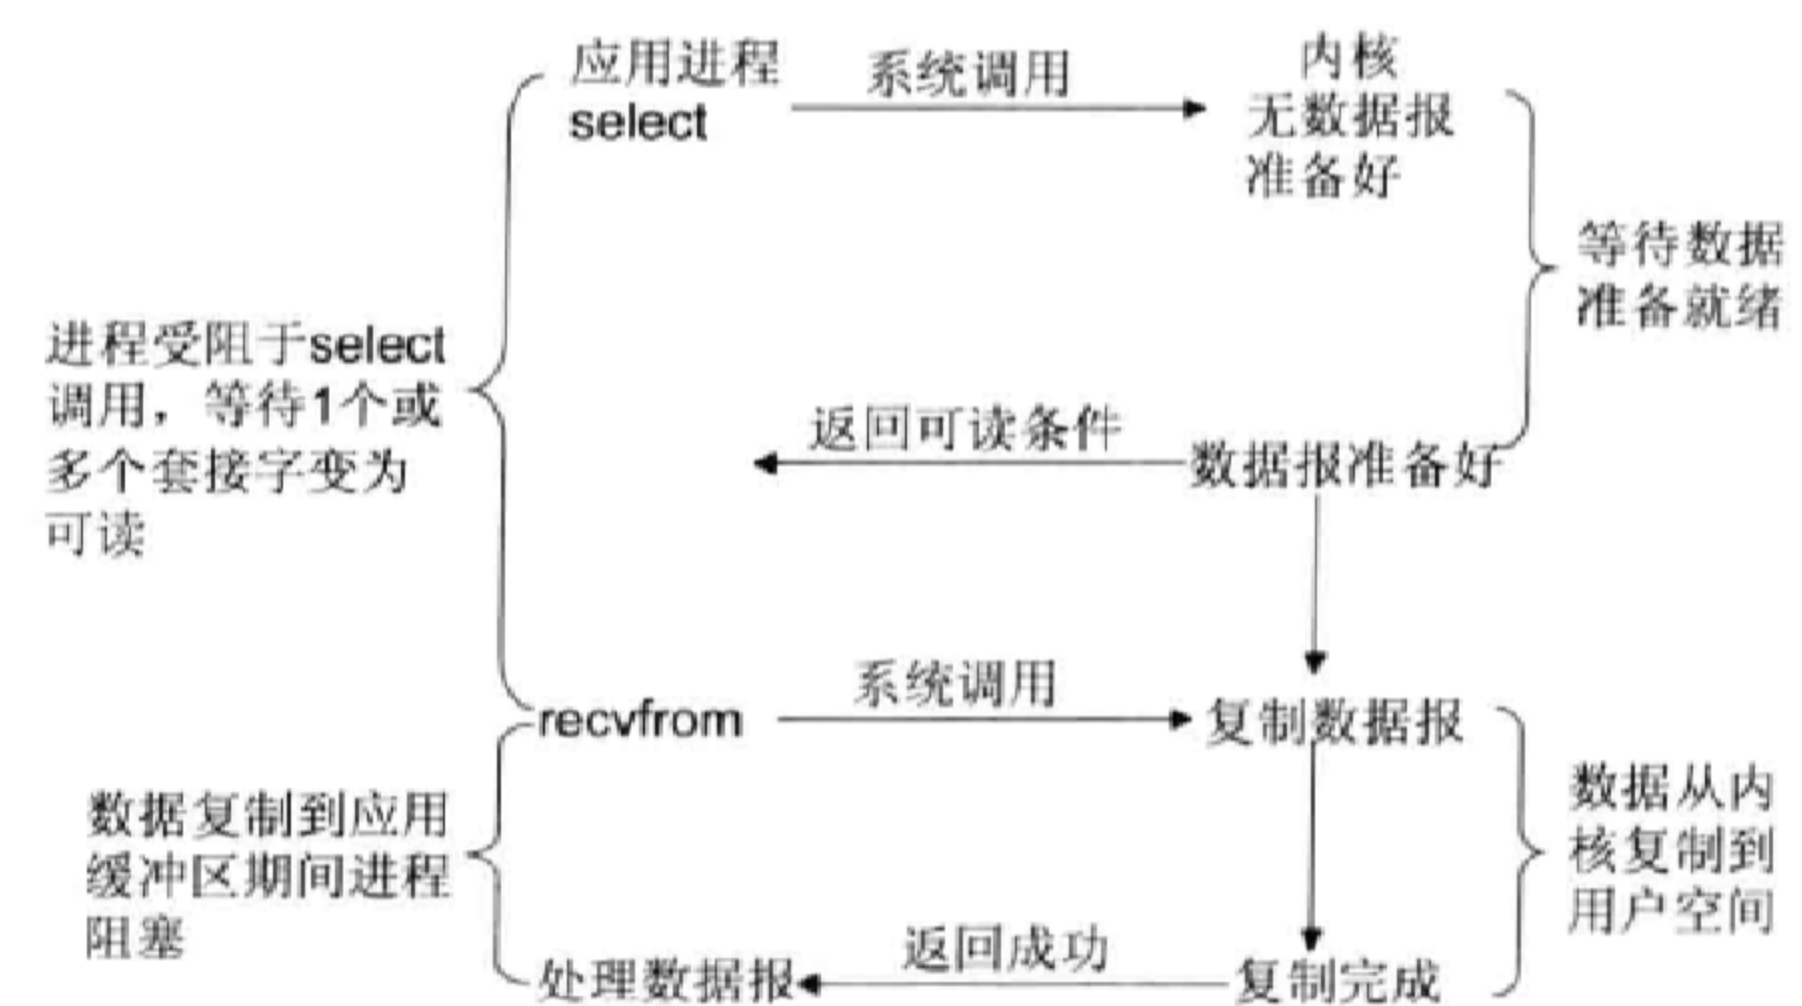 应用进程
select
系统调用
内核
无数据报
准备好
等待数据
准备就绪
进程受阻于select
调用，等待1个或
多个套接字变为
可读
返回可读条件
数据报准备好
recvfrom
系统调用
复制数据报
数据复制到应用
缓冲区期间进程
阻塞
数据从内
核复制到
用户空间
处理数据报
返回成功
复制完成